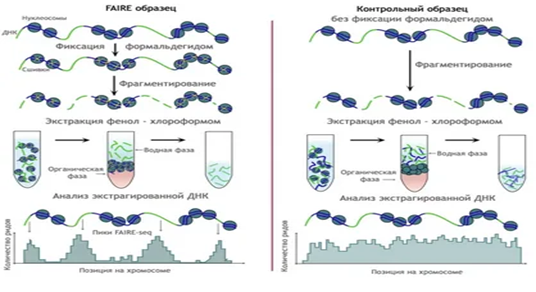 FAIRE образец
Нуклеосомы
ДНК
Фиксация формальдегидом
Сшивки
Фрагментирование
Экстракция фенол - хлороформом
Водная фаза
Органическая
фаза
Анализ экстрагированной ДНК
Пики FAIRE-seq
Количество ридов
Позиция на хромосоме
Контрольный образец
без фиксации формальдегидом
Фрагментирование
Экстракция фенол - хлороформом
Водная фаза
Органическая
фаза
Анализ экстрагированной ДНК
Количество ридов
Позиция на хромосоме